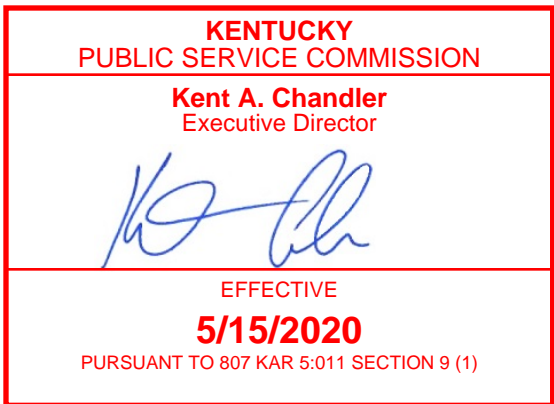 KENTUCKY
PUBLIC SERVICE COMMISSION
Kent A. Chandler
Executive Director
EFFECTIVE
5/15/2020
PURSUANT TO 807 KAR 5:011 SECTION 9 (1)